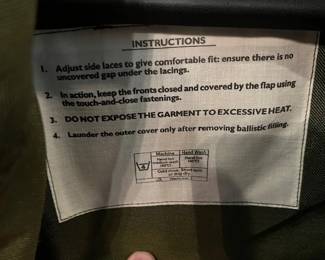 INSTRUCTIONS
1. Adjust side laces to give comfortable fit: ensure there is no
uncovered gap under the lacings.
2. In action, keep the fronts closed and covered by the flap using
the touch-and-close fastenings.
3. DO NOT EXPOSE THE GARMENT TO EXCESSIVE HEAT.
4. Launder the outer cover only after removing ballistic filling.
Machine Hand Wash